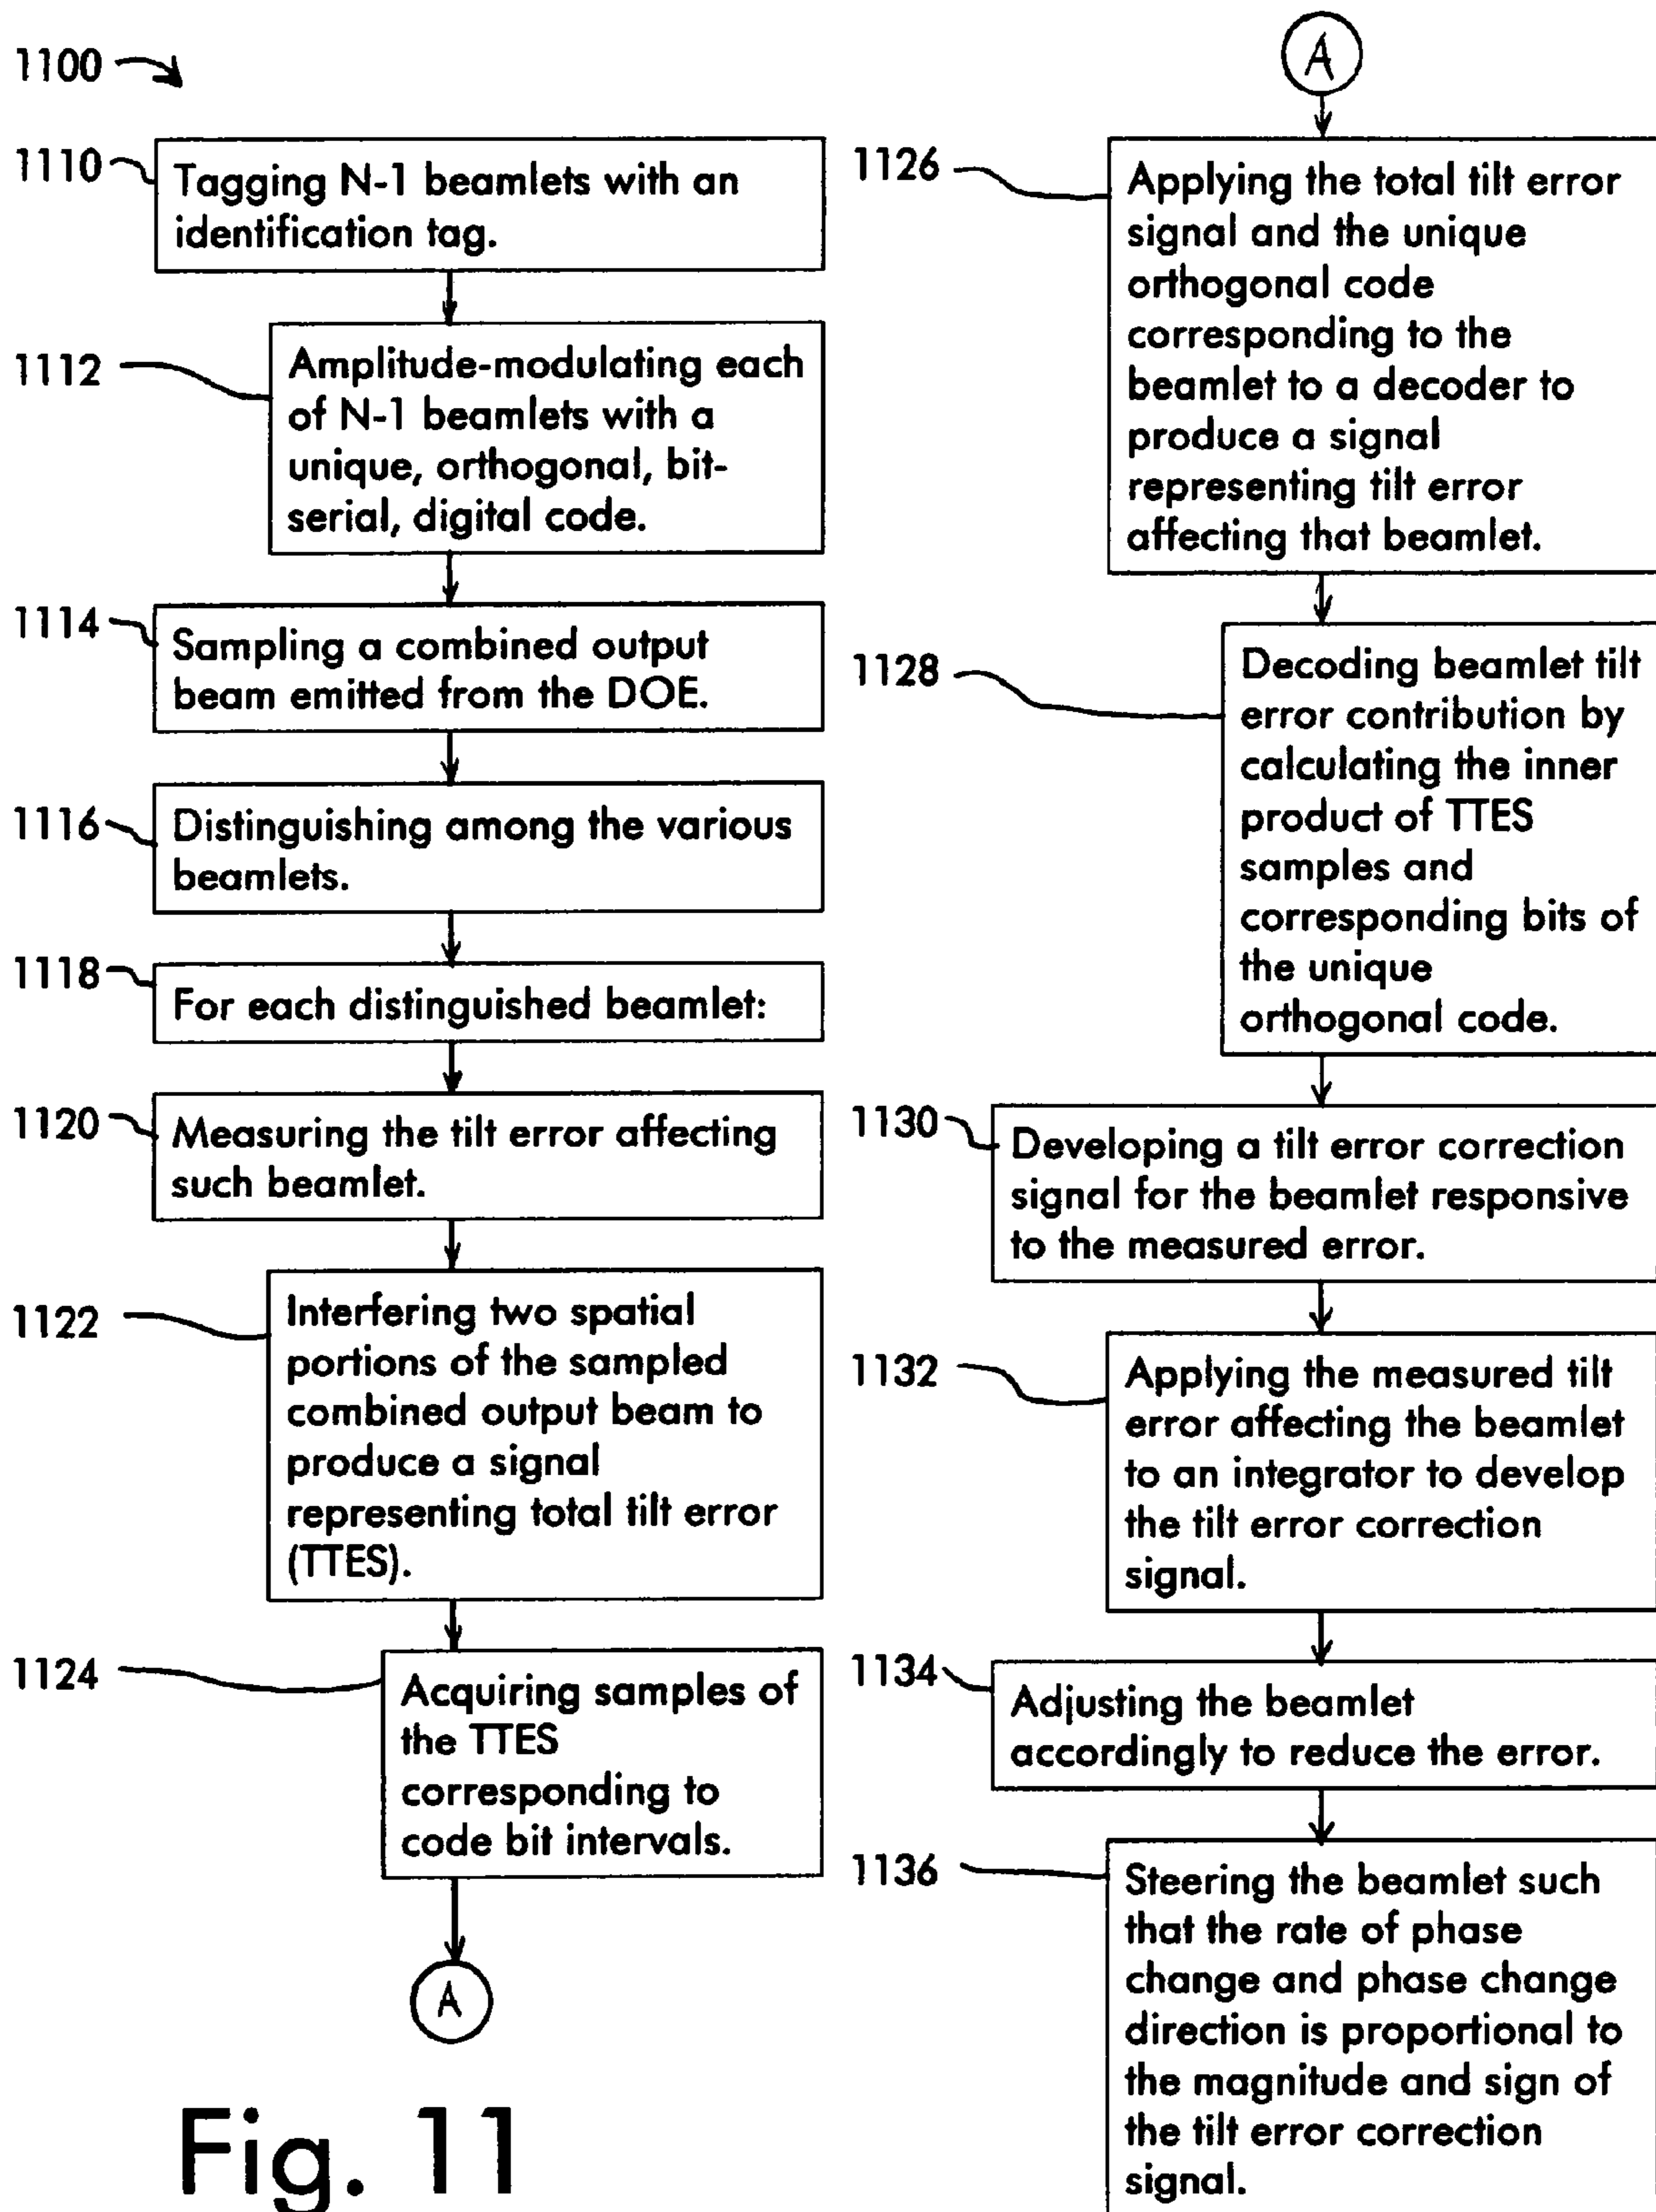 1100
1110
Tagging N-1 beamlets with an
identification tag.
1112
Amplitude-modulating each
of N-1 beamlets with a
unique, orthogonal, bit-
serial, digital code.
1114
Sampling a combined output
beam emitted from the DOE.
1116
Distinguishing among the various
beamlets.
1118
For each distinguished beamlet:
1120
Measuring the tilt error affecting
such beamlet.
1122
Interfering two spatial
portions of the sampled
combined output beam to
produce a signal
representing total tilt error
(TTES).
1124
Acquiring samples of
the TTES
corresponding to
code bit intervals.
A
A
1126
Applying the total tilt error
signal and the unique
orthogonal code
corresponding to the
beamlet to a decoder to
produce a signal
representing tilt error
affecting that beamlet.
1128
Decoding beamlet tilt
error contribution by
calculating the inner
product of TTES
samples and
corresponding bits of
the unique
orthogonal code.
1130
Developing a tilt error correction
signal for the beamlet responsive
to the measured error.
1132
Applying the measured tilt
error affecting the beamlet
to an integrator to develop
the tilt error correction
signal.
1134
Adjusting the beamlet
accordingly to reduce the error.
1136
Steering the beamlet such
that the rate of phase
change and phase change
direction is proportional to
the magnitude and sign of
the tilt error correction
signal.
Fig. 11